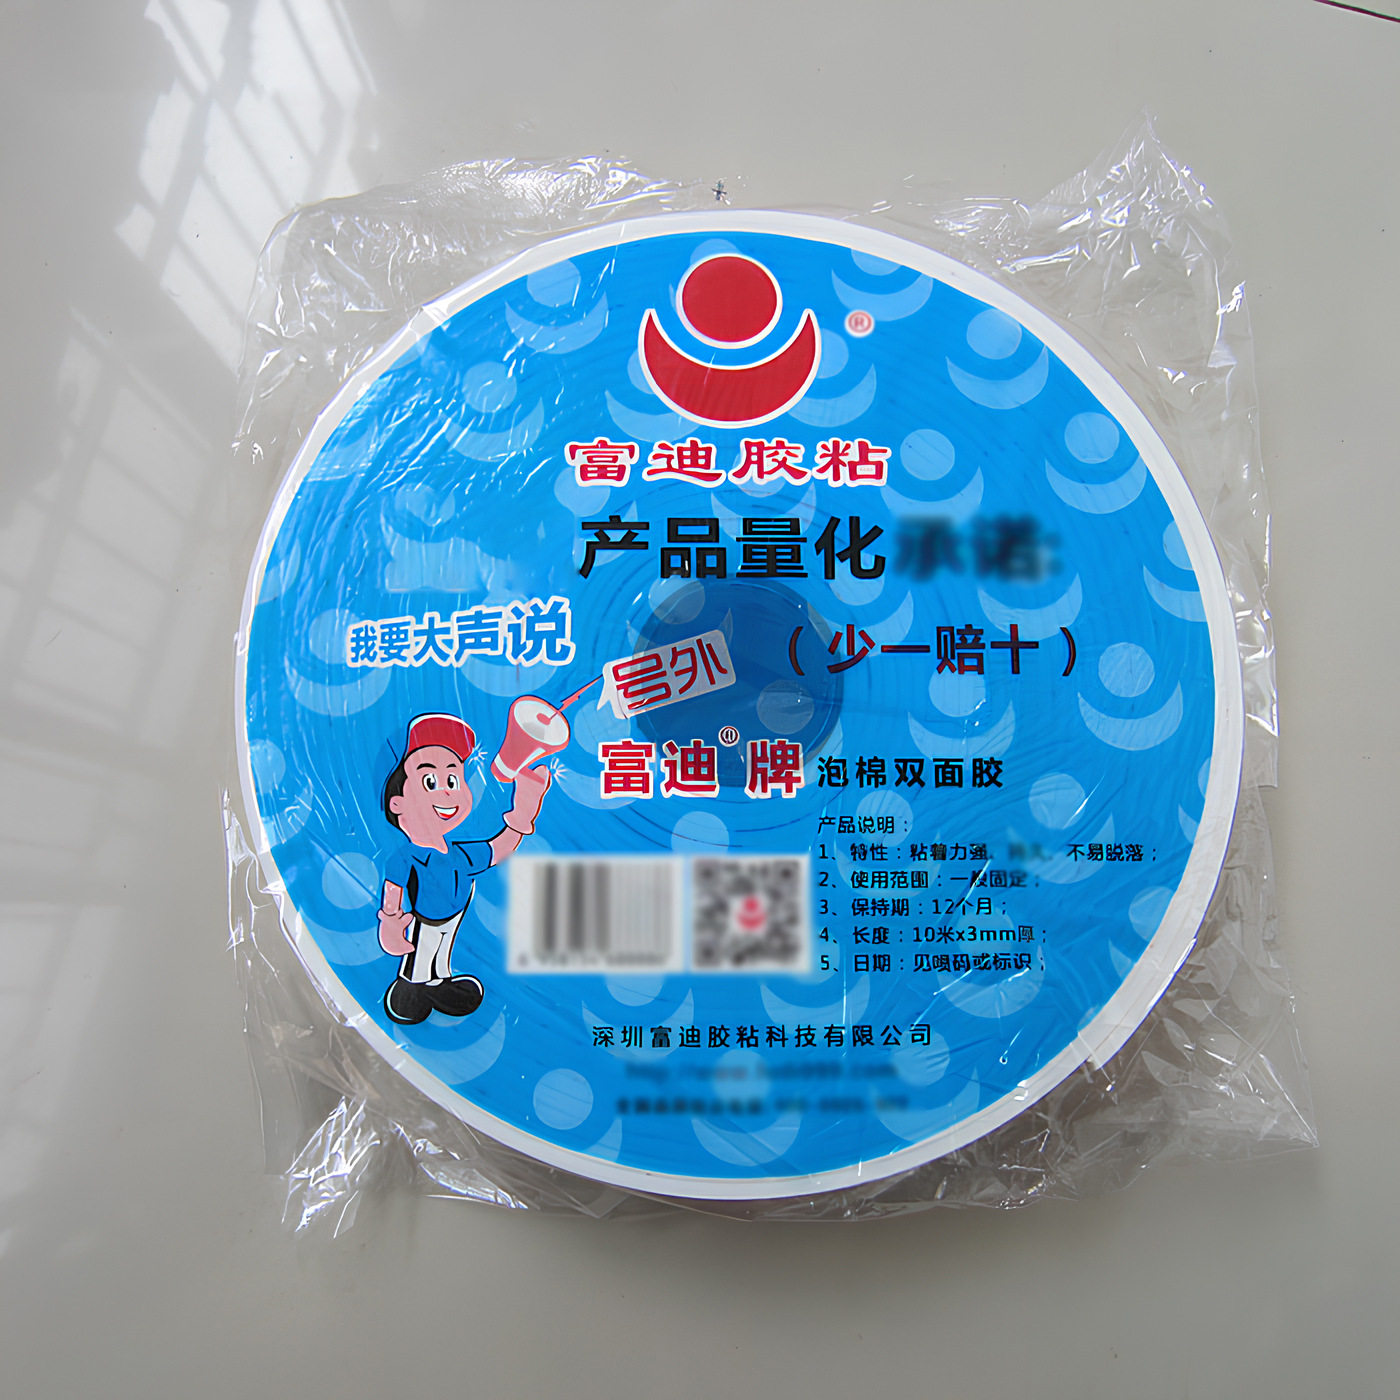 ®
富迪胶粘
产品量化
（少一赔十）
我要大声说
号外
富迪@牌 泡棉双面胶
产品说明：
1、特性：粘着力强、 不易脱落；
2、使用范围：一般固定；
3、保持期：12个月；
4、长度：10米x3mm厚；
5、日期：见喷码或标识；
深圳富迪胶粘科技有限公司